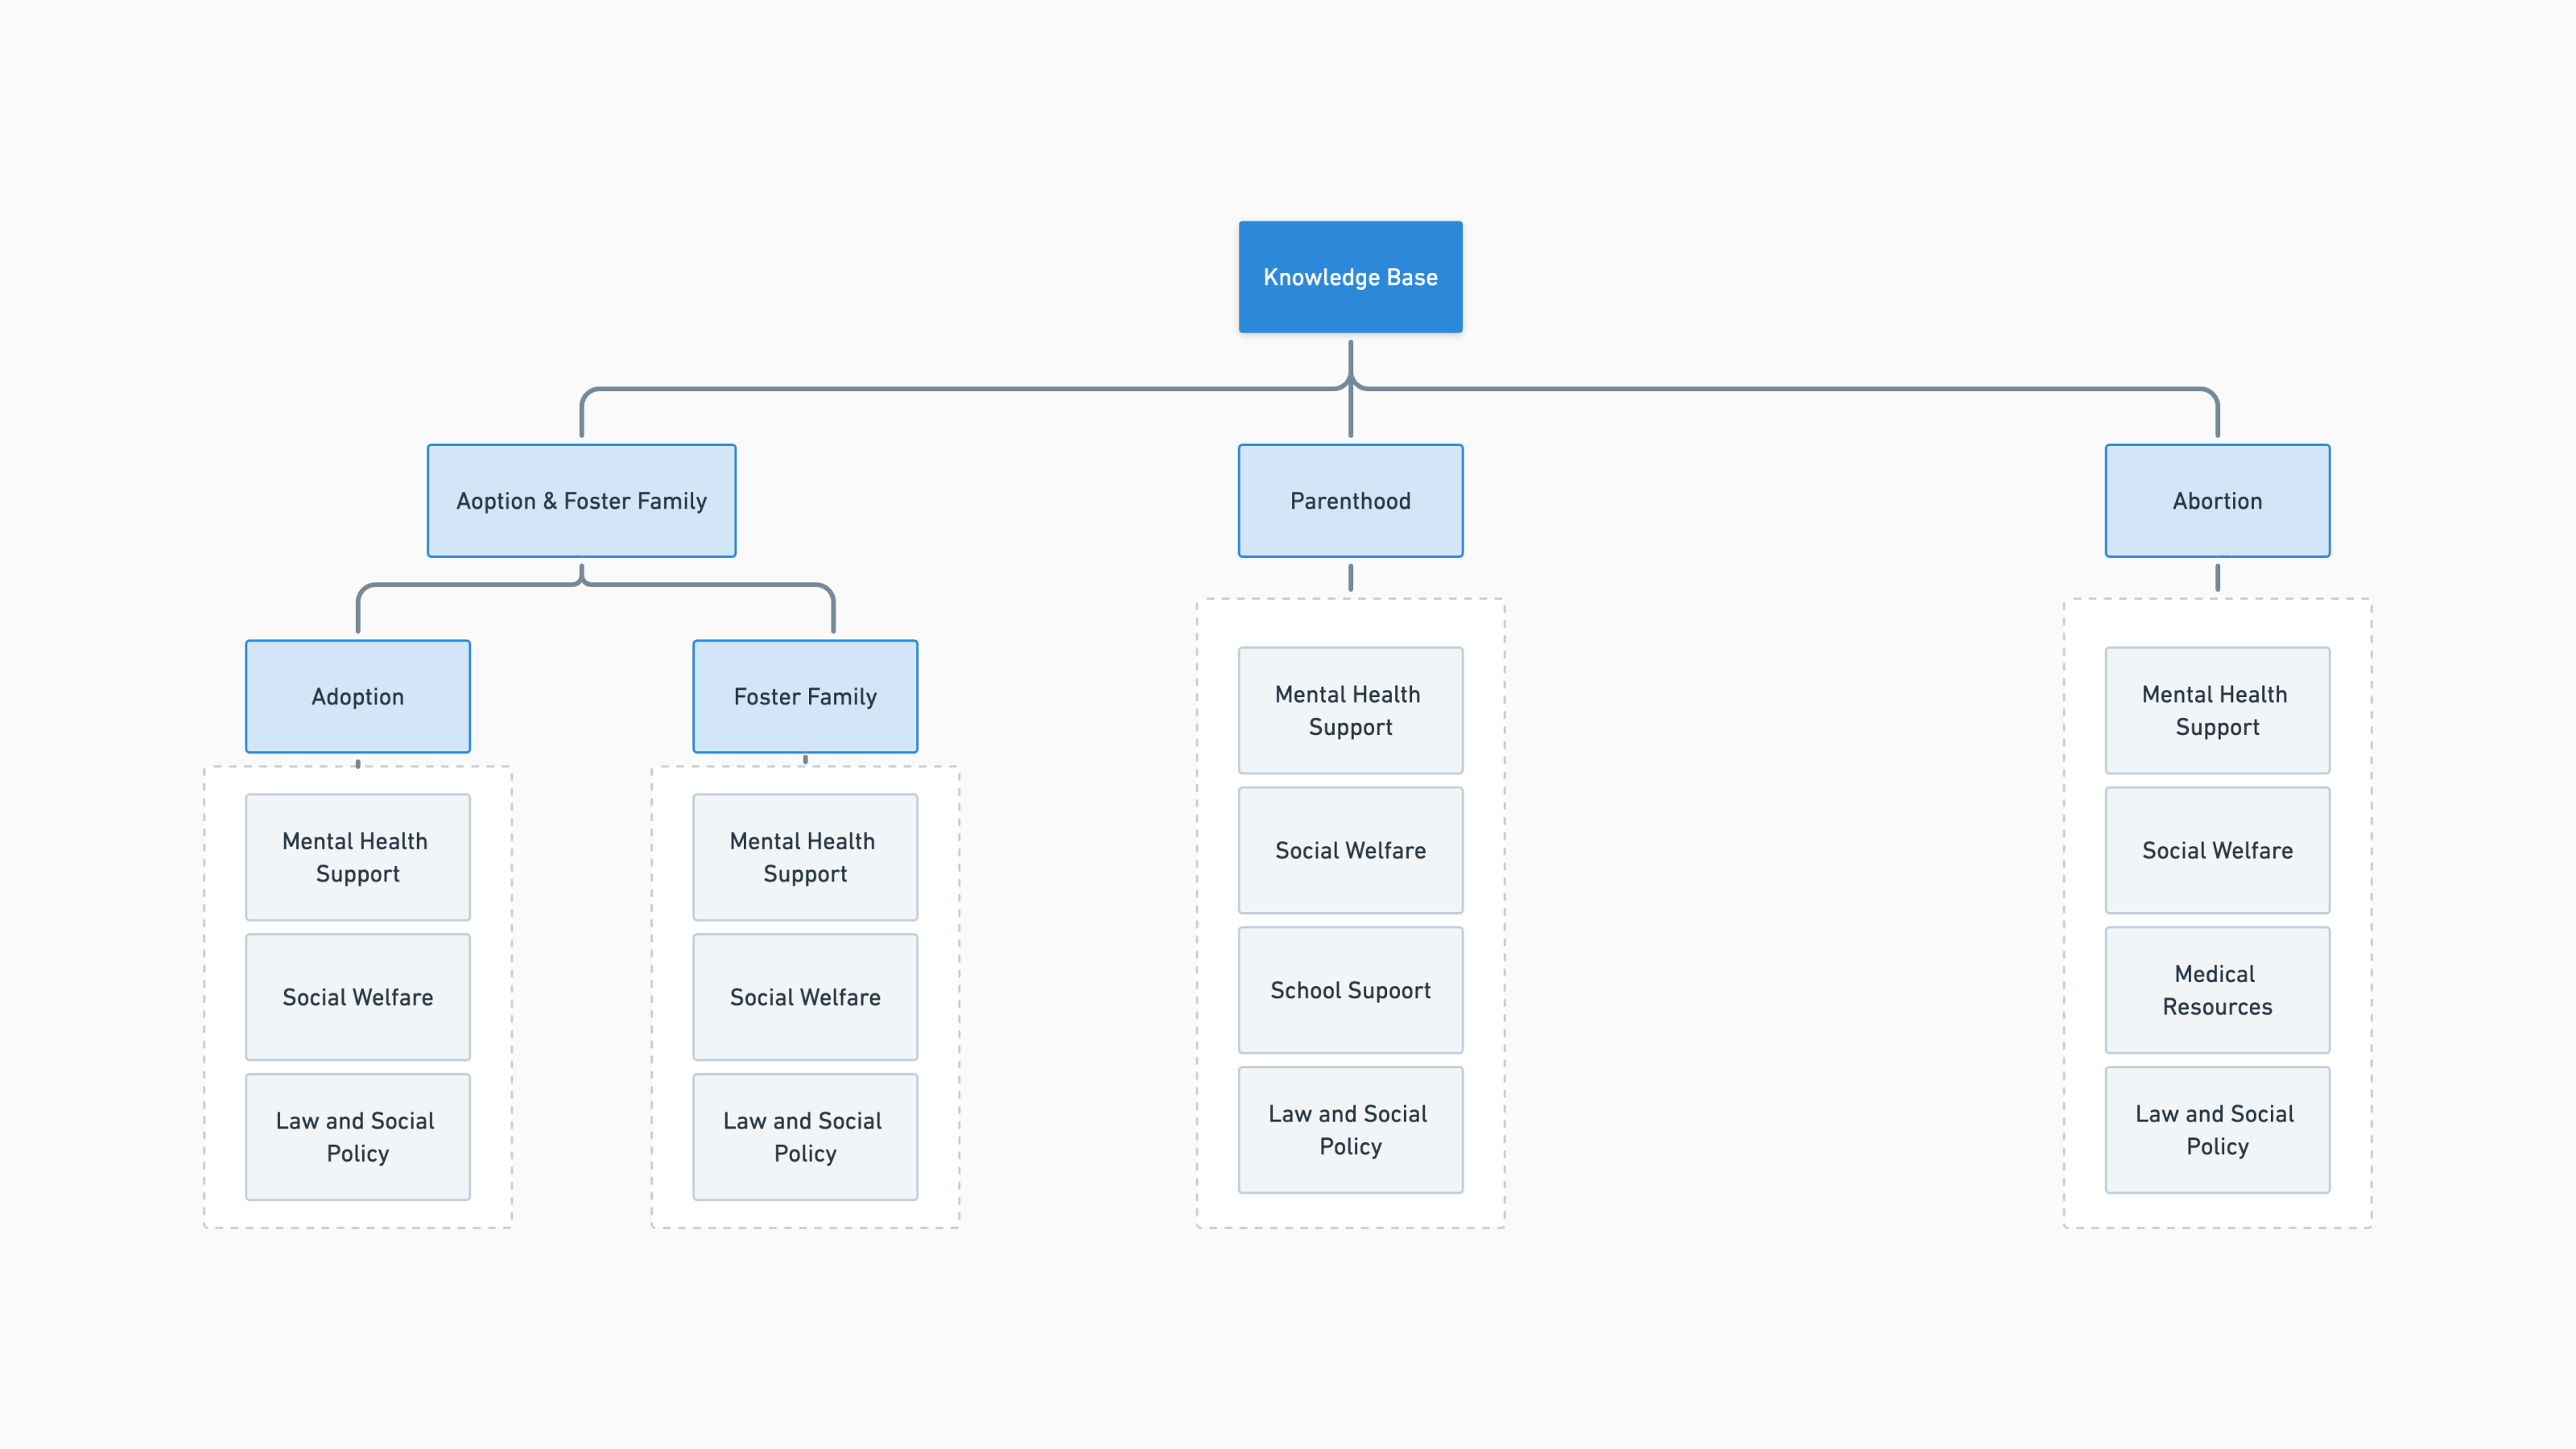 Knowledge Base
Aoption & Foster Family
Parenthood
Abortion
Adoption
Foster Family
Mental Health
Support
Social Welfare
Law and Social
Policy
Mental Health
Support
Social Welfare
Law and Social
Policy
Mental Health
Support
Social Welfare
School Supoort
Law and Social
Policy
Mental Health
Support
Social Welfare
Medical
Resources
Law and Social
Policy